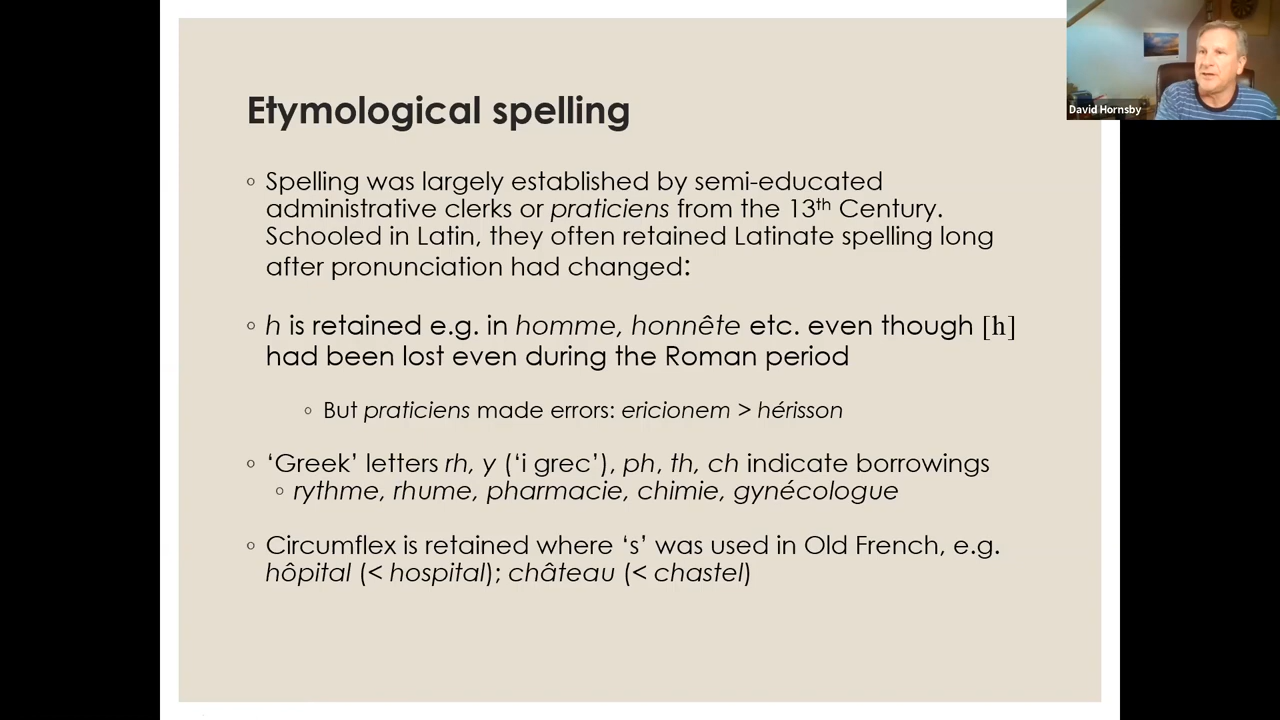 David Hornsby
Etymological spelling
◦ Spelling was largely established by semi-educated
administrative clerks or praticiens from the 13th Century.
Schooled in Latin, they often retained Latinate spelling long
after pronunciation had changed:
◦ h is retained e.g. in homme, honnête etc. even though [h]
had been lost even during the Roman period
◦ But praticiens made errors: ericionem > hérisson
◦ ‘Greek’ letters rh, y (‘i grec’), ph, th, ch indicate borrowings
◦ rythme, rhume, pharmacie, chimie, gynécologue
◦ Circumflex is retained where ‘s’ was used in Old French, e.g.
hôpital (< hospital); château (< chastel)